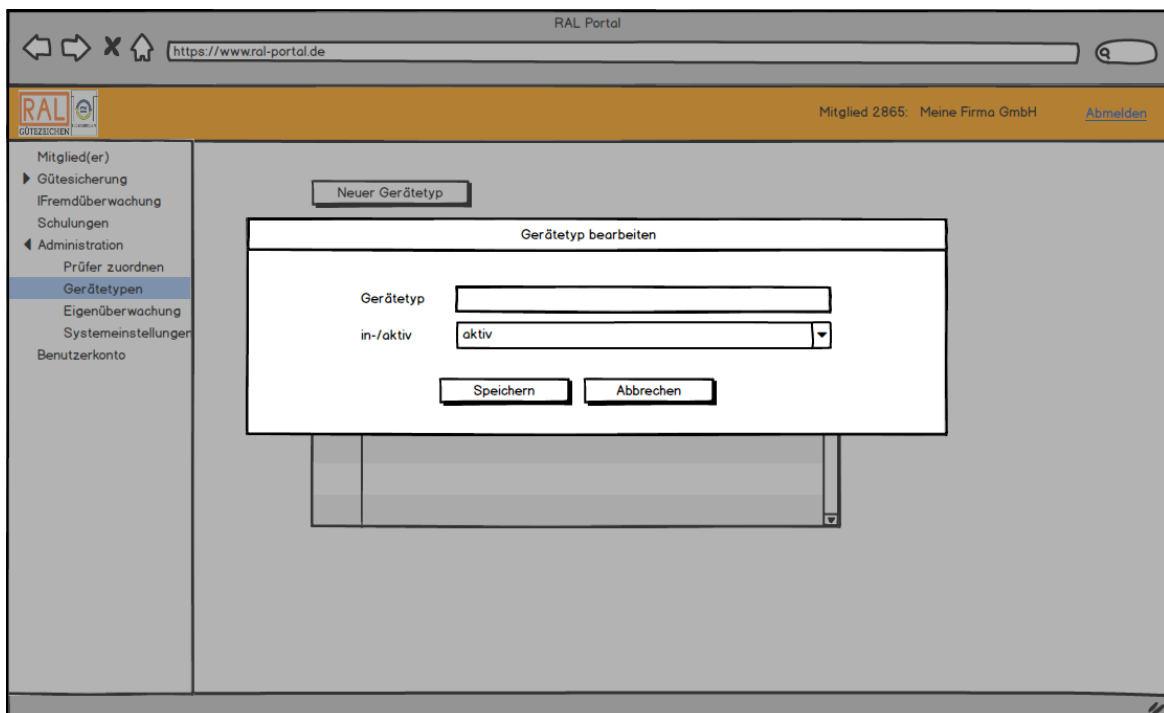 RAL Portal
https://www.ral-portal.de
RAL
GÜTEZEICHEN
Mitglied 2865: Meine Firma GmbH
Abmelden
Mitglied(er)
Gütesicherung
IFremdüberwachung
Schulungen
Administration
Prüfer zuordnen
Gerätetypen
Eigenüberwachung
Systemeinstellungen
Benutzerkonto
Neuer Gerätetyp
Gerätetyp bearbeiten
Gerätetyp
in-/aktiv aktiv
Speichern Abbrechen